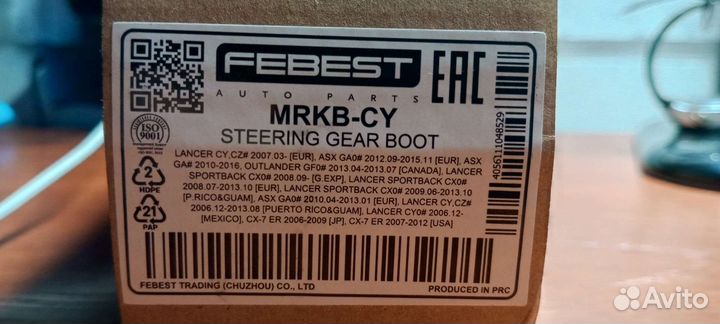 FEBEST
AUTO PARTS
EAC
MRKB-CY
STEERING GEAR BOOT
ISO
9001
LANCER CY,CZ# 2007.03- [EUR], ASX GA0# 2012.09-2015.11 [EUR], ASX
GA# 2010-2016, OUTLANDER GF0# 2013.04-2013.07 [CANADA], LANCER
SPORTBACK CX0# 2008.09- [G.EXP], LANCER SPORTBACK CX0#
2008.07-2013.10 [EUR], LANCER SPORTBACK CX0# 2009.06-2013.10
[P.RICO&GUAM], ASX GA0# 2010.04-2013.01 [EUR], LANCER CY,CZ#
2006.12-2013.08 [PUERTO RICO&GUAM], LANCER CY0# 2006.12-
[MEXICO], CX-7 ER 2006-2009 [JP], CX-7 ER 2007-2012 [USA]
2
HDPE
21
PAP
4056111048529
FEBEST TRADING (CHUZHOU) CO., LTD
PRODUCED IN PRC
Avito